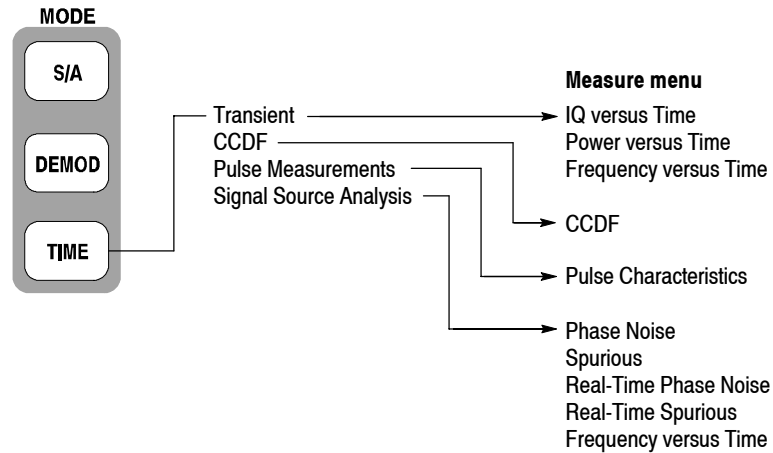 MODE
S/A
DEMOD
TIME
Transient
CCDF
Pulse Measurements
Signal Source Analysis
Measure menu
IQ versus Time
Power versus Time
Frequency versus Time
CCDF
Pulse Characteristics
Phase Noise
Spurious
Real-Time Phase Noise
Real-Time Spurious
Frequency versus Time